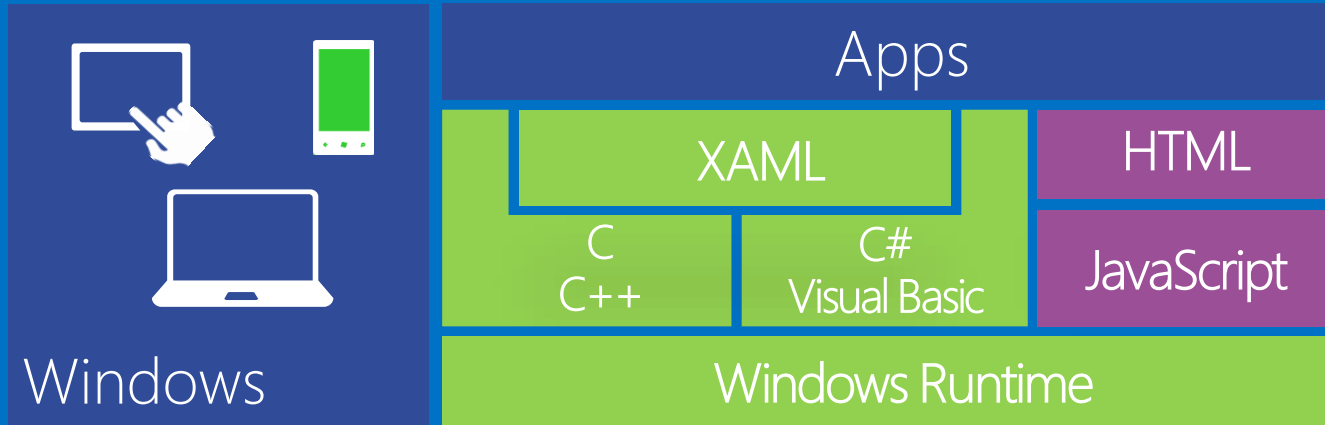 Windows
Apps
XAML
C
C++
C#
Visual Basic
HTML
JavaScript
Windows Runtime